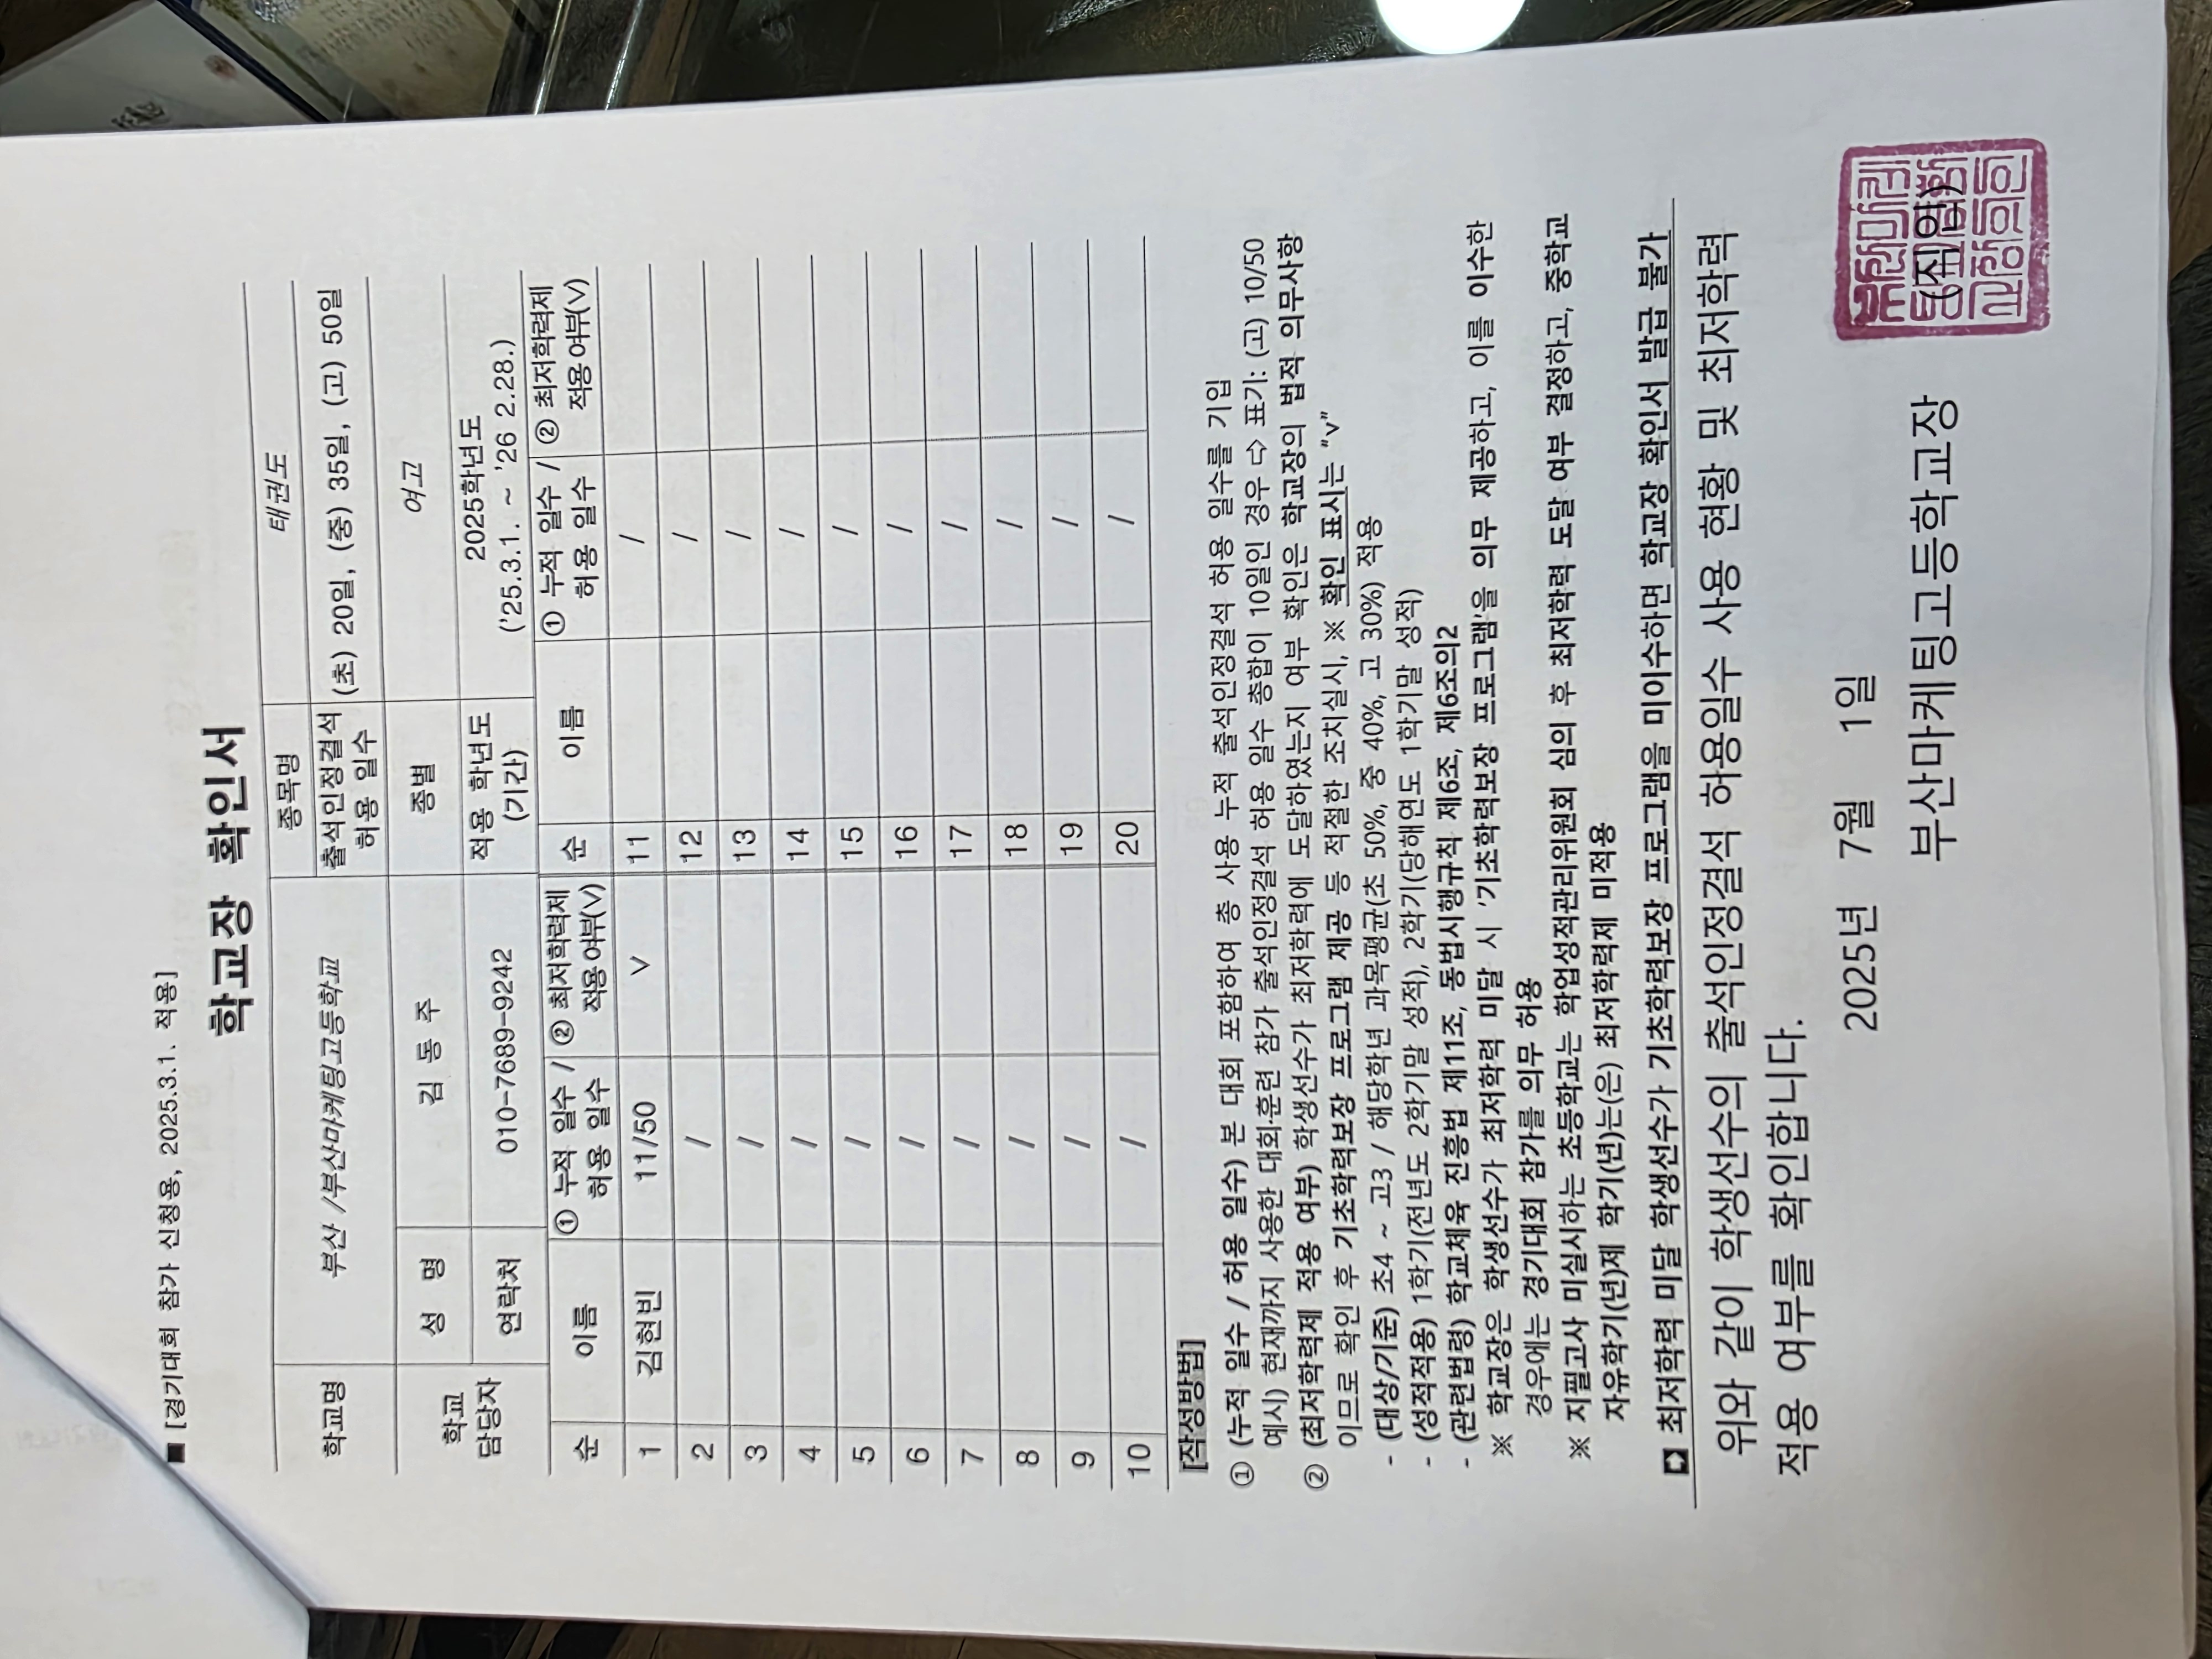 ■ [경기대회 참가 신청용, 2025.3.1. 적용]
학교장 확인서
학교명 부산 /부산마케팅고등학교 종목명 태권도
출석인정결석 허용 일수 (초) 20일, (중) 35일, (고) 50일
학교 담당자 성 명 김 동 주 종별 여고
연락처 010-7689-9242 적용 학년도 (기간) 2025학년도 ('25.3.1. ~ '26 2.28.)
순 이름 ① 누적 일수 / 허용 일수 ② 최저학력제 적용여부(V) 순 이름 ① 누적 일수 / 허용 일수 ② 최저학력제 적용여부(V)
1 김현빈 11/50 V 11 /
2 / 12 /
3 / 13 /
4 / 14 /
5 / 15 /
6 / 16 /
7 / 17 /
8 / 18 /
9 / 19 /
10 / 20 /
[작성방법]
① (누적 일수 / 허용 일수) 본 대회 포함하여 총 사용 누적 출석인정결석 허용 일수를 기입
예시) 현재까지 사용한 대회·훈련 참가 출석인정결석 허용 일수 총합이 10일인 경우 ⇨ 표기: (고) 10/50
② (최저학력제 적용 여부) 학생선수가 최저학력에 도달하였는지 여부 확인은 학교장의 법적 의무사항
이므로 확인 후 기초학력보장 프로그램 제공 등 적절한 조치실시, ※ 확인 표시는 "v"
- (대상/기준) 초4 ~ 고3 / 해당학년 과목평균(초 50%, 중 40%, 고 30%) 적용
- (성적적용) 1학기(전년도 2학기말 성적), 2학기(당해연도 1학기말 성적)
- (관련법령) 학교체육 진흥법 제11조, 동법시행규칙 제6조, 제6조의2
※ 학교장은 학생선수가 최저학력 미달 시 '기초학력보장 프로그램'을 의무 제공하고, 이를 이수한
경우에는 경기대회 참가를 의무 허용
※ 지필고사 미실시하는 초등학교는 학업성적관리위원회 심의 후 최저학력 도달 여부 결정하고, 중학교
자유학기(년)제 학기(년)는(은) 최저학력제 미적용
최저학력 미달 학생선수가 기초학력보장 프로그램을 미이수하면 학교장 확인서 발급 불가
위와 같이 학생선수의 출석인정결석 허용일수 사용 현황 및 최저학력
적용 여부를 확인합니다.
2025년 7월 1일
부산마케팅고등학교장 (직인)